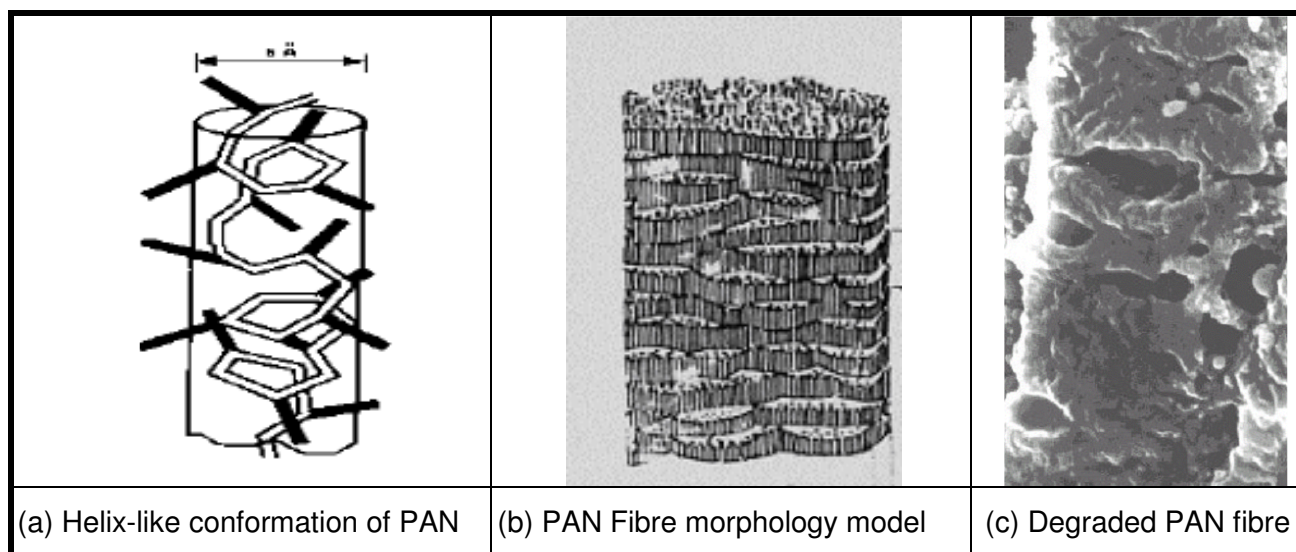 (a) Helix-like conformation of PAN
(b) PAN Fibre morphology model
(c) Degraded PAN fibre